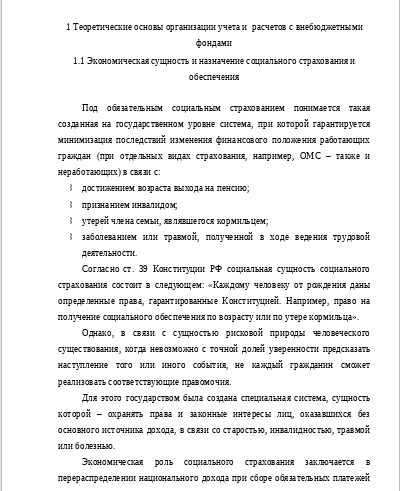 1 Теоретические основы организации учета и расчетов с внебюджетными
фондами
1.1 Экономическая сущность и назначение социального страхования и
обеспечения
Под обязательным социальным страхованием понимается такая
созданная на государственном уровне система, при которой гарантируется
минимизация последствий изменения финансового положения работающих
граждан (при отдельных видах страхования, например, ОМС – также и
неработающих) в связи с:
достижением возраста выхода на пенсию;
признанием инвалидом;
утерей члена семьи, являвшегося кормильцем;
заболеванием или травмой, полученной в ходе ведения трудовой
деятельности.
Согласно ст. 39 Конституции РФ социальная сущность социального
страхования состоит в следующем: «Каждому человеку от рождения даны
определенные права, гарантированные Конституцией. Например, право на
получение социального обеспечения по возрасту или по утере кормильца».
Однако, в связи с сущностью рисковой природы человеческого
существования, когда невозможно с точной долей уверенности предсказать
наступление того или иного события, не каждый гражданин сможет
реализовать соответствующие правомочия.
Для этого государством была создана специальная система, сущность
которой – охранять права и законные интересы лиц, оказавшихся без
основного источника дохода, в связи со старостью, инвалидностью, травмой
или болезнью.
Экономическая роль социального страхования заключается в
перераспределении национального дохода при сборе обязательных платежей